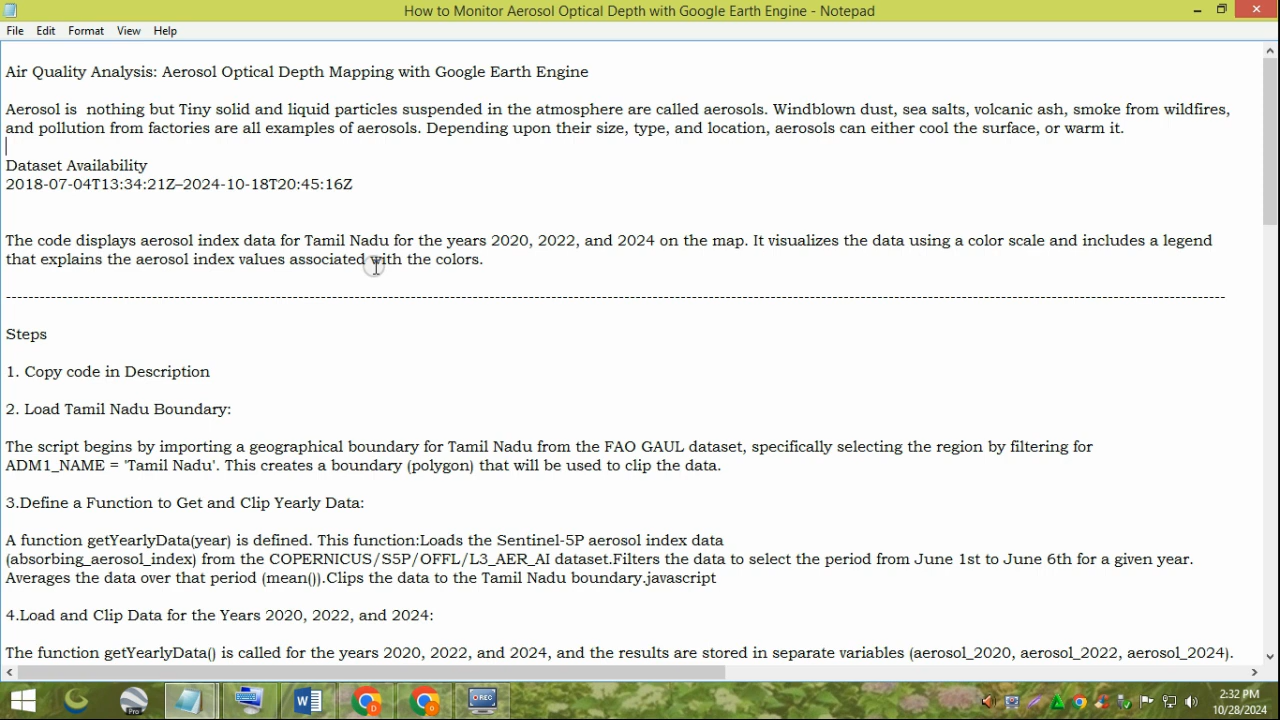 How to Monitor Aerosol Optical Depth with Google Earth Engine - Notepad
File Edit Format View Help
Air Quality Analysis: Aerosol Optical Depth Mapping with Google Earth Engine
Aerosol is  nothing but Tiny solid and liquid particles suspended in the atmosphere are called aerosols. Windblown dust, sea salts, volcanic ash, smoke from wildfires,
and pollution from factories are all examples of aerosols. Depending upon their size, type, and location, aerosols can either cool the surface, or warm it.
Dataset Availability
2018-07-04T13:34:21Z–2024-10-18T20:45:16Z
The code displays aerosol index data for Tamil Nadu for the years 2020, 2022, and 2024 on the map. It visualizes the data using a color scale and includes a legend
that explains the aerosol index values associated with the colors.
------------------------------------------------------------------------------------------------------------------------------------------------------
Steps
1. Copy code in Description
2. Load Tamil Nadu Boundary:
The script begins by importing a geographical boundary for Tamil Nadu from the FAO GAUL dataset, specifically selecting the region by filtering for
ADM1_NAME = 'Tamil Nadu'. This creates a boundary (polygon) that will be used to clip the data.
3.Define a Function to Get and Clip Yearly Data:
A function getYearlyData(year) is defined. This function:Loads the Sentinel-5P aerosol index data
(absorbing_aerosol_index) from the COPERNICUS/S5P/OFFL/L3_AER_AI dataset.Filters the data to select the period from June 1st to June 6th for a given year.
Averages the data over that period (mean()).Clips the data to the Tamil Nadu boundary.javascript
4.Load and Clip Data for the Years 2020, 2022, and 2024:
The function getYearlyData() is called for the years 2020, 2022, and 2024, and the results are stored in separate variables (aerosol_2020, aerosol_2022, aerosol_2024).
Pro
REC
2:32 PM
10/28/2024